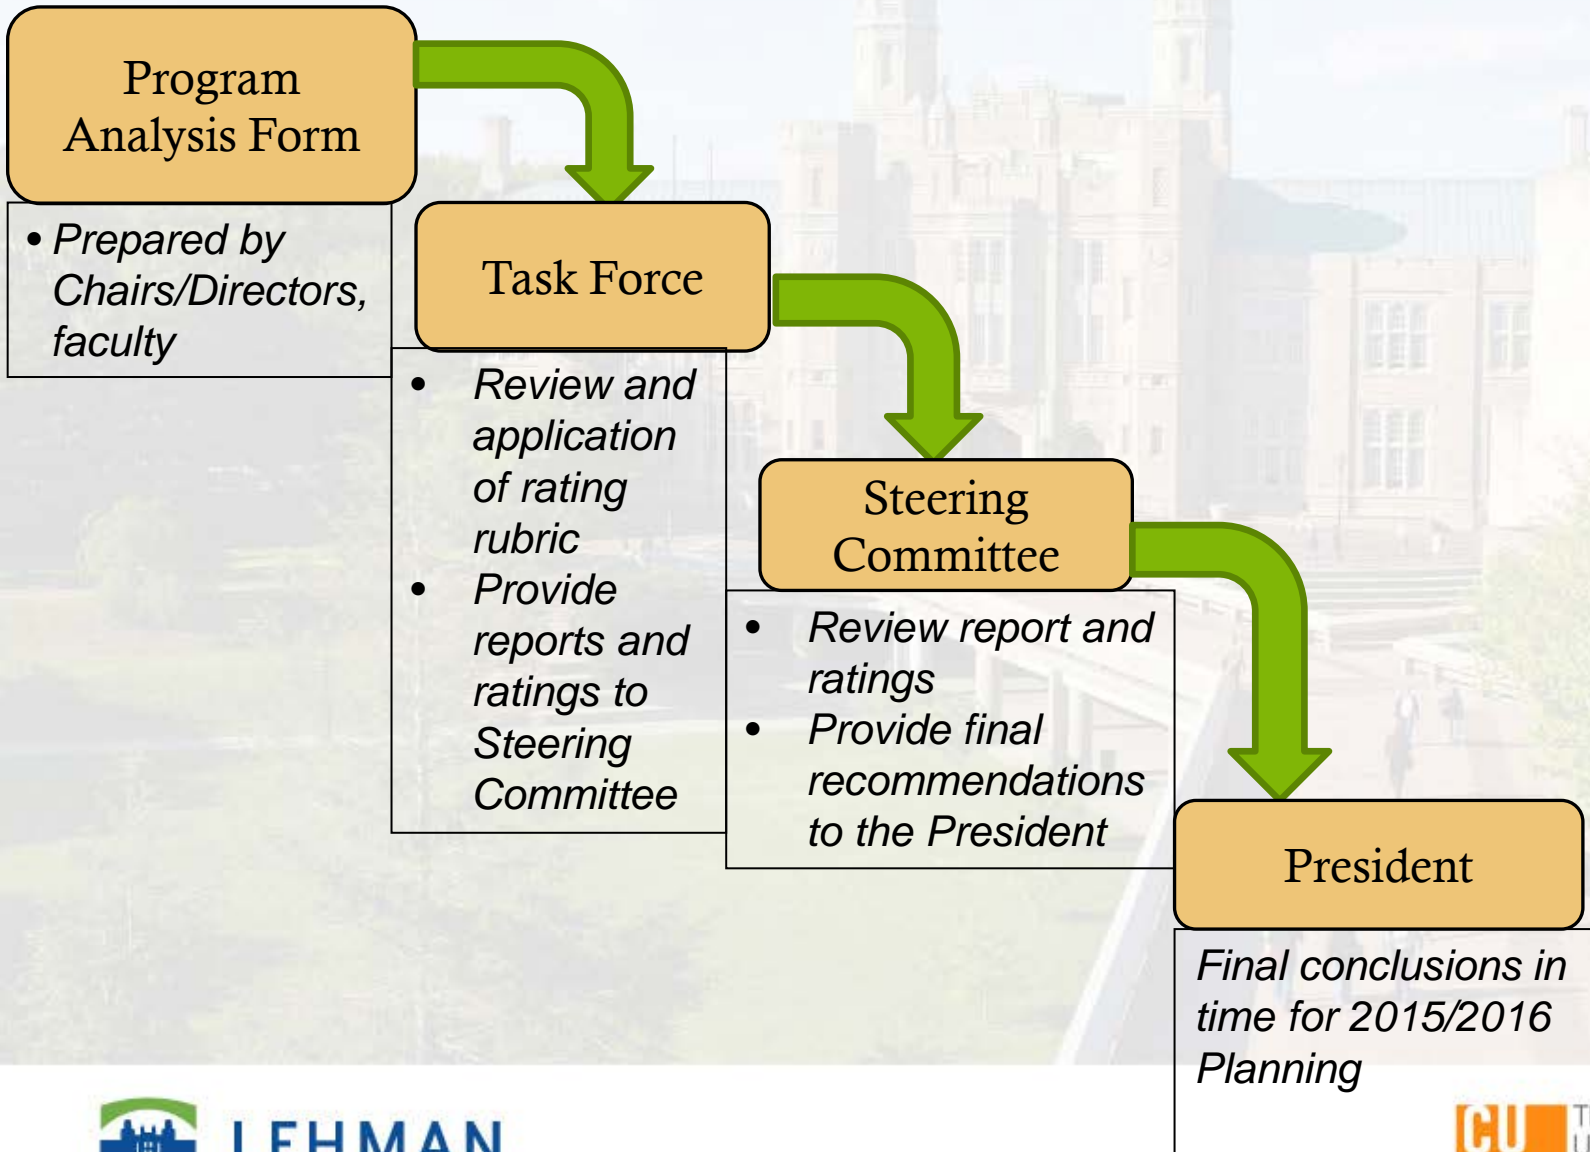 Program
Analysis Form
• Prepared by
Chairs/Directors,
faculty
Task Force
• Review and
application
of rating
rubric
• Provide
reports and
ratings to
Steering
Committee
Steering
Committee
• Review report and
ratings
• Provide final
recommendations
to the President
President
Final conclusions in
time for 2015/2016
Planning
LEHMAN
CU